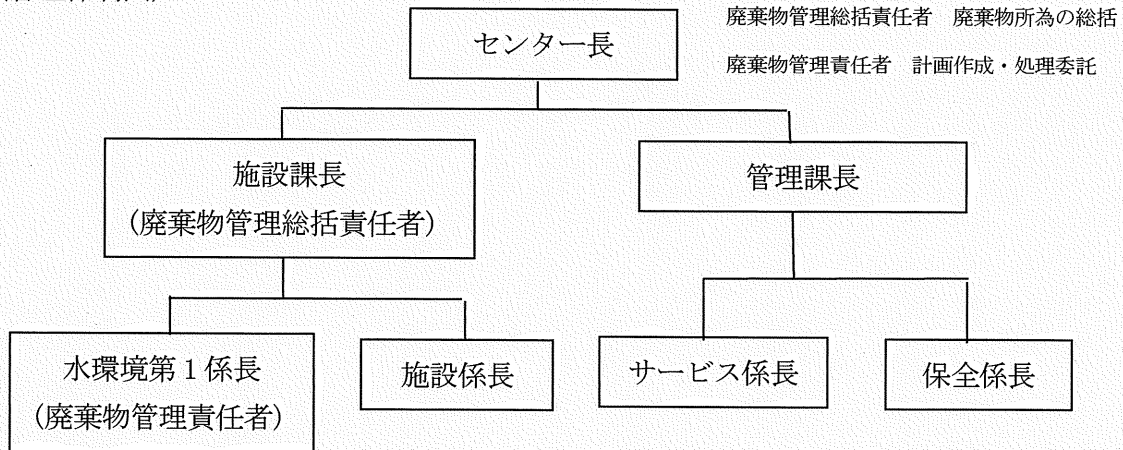 廃棄物管理総括責任者　廃棄物所為の総括
センター長
廃棄物管理責任者　計画作成・処理委託
施設課長
(廃棄物管理総括責任者)
管理課長
水環境第1係長
(廃棄物管理責任者)
施設係長
サービス係長
保全係長